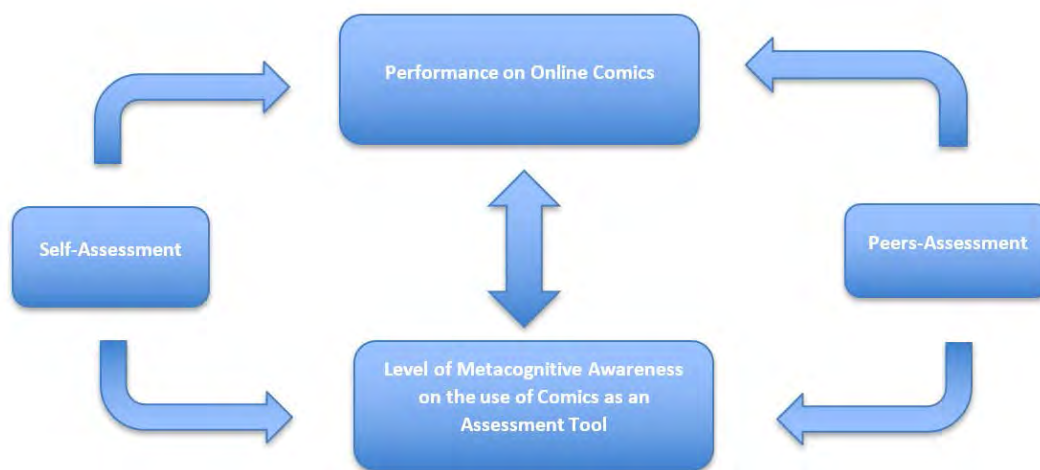 Performance on Online Comics
Self-Assessment
Peers-Assessment
Level of Metacognitive Awareness
on the use of Comics as an
Assessment Tool